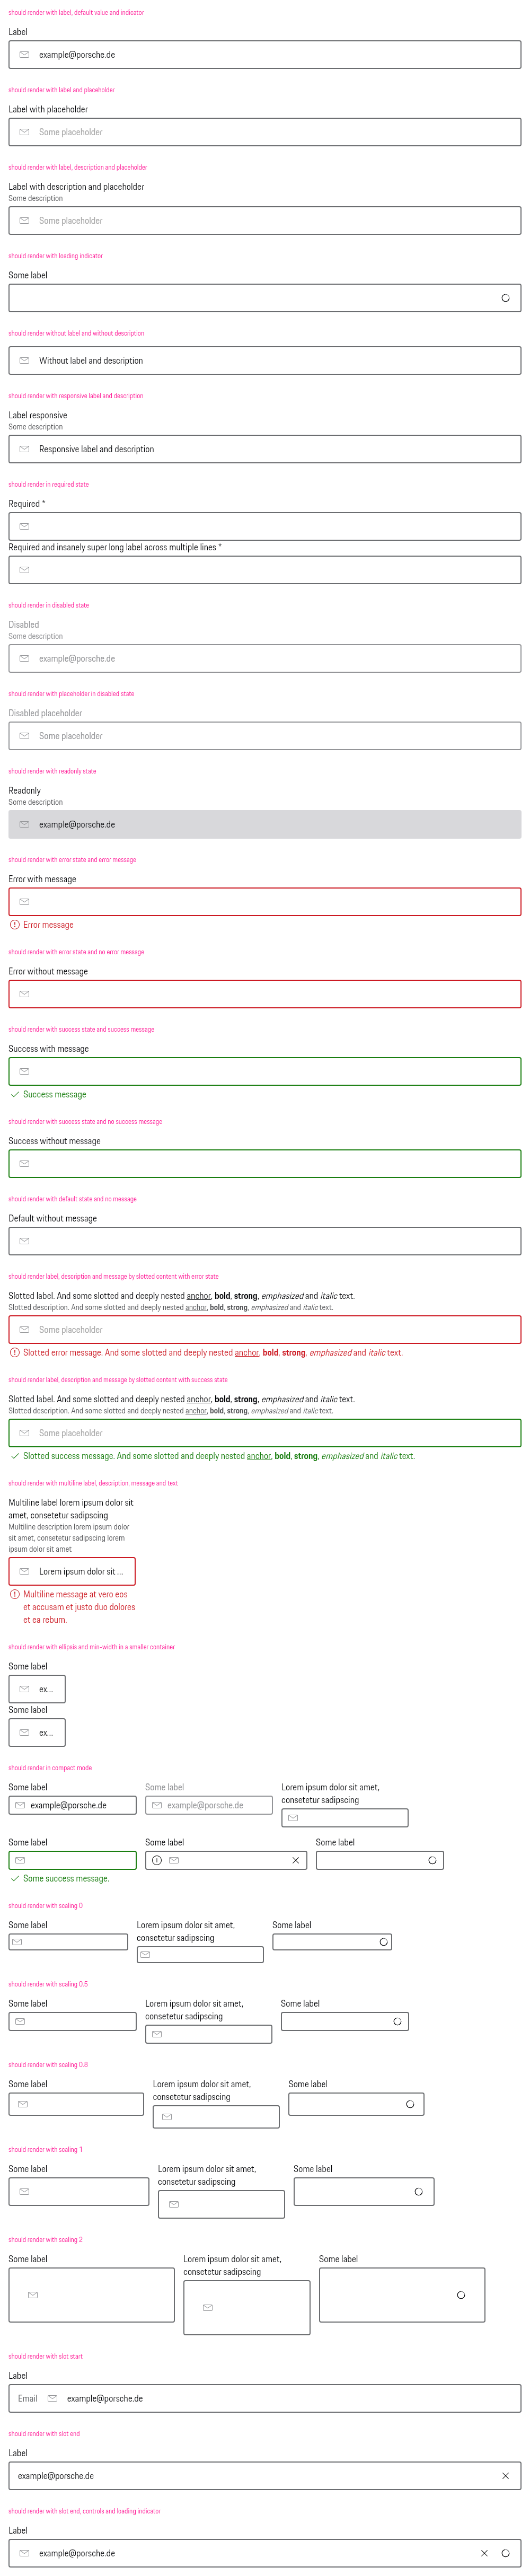 should render with label, default value and indicator
Label
example@porsche.de
should render with label and placeholder
Label with placeholder
Some placeholder
should render with label, description and placeholder
Label with description and placeholder
Some description
Some placeholder
should render with loading indicator
Some label
should render without label and without description
Without label and description
should render with responsive label and description
Label responsive
Some description
Responsive label and description
should render in required state
Required *
Required and insanely super long label across multiple lines *
should render in disabled state
Disabled
Some description
example@porsche.de
should render with placeholder in disabled state
Disabled placeholder
Some placeholder
should render with readonly state
Readonly
Some description
example@porsche.de
should render with error state and error message
Error with message
Error message
should render with error state and no error message
Error without message
should render with success state and success message
Success with message
Success message
should render with success state and no success message
Success without message
should render with default state and no message
Default without message
should render label, description and message by slotted content with error state
Slotted label. And some slotted and deeply nested anchor, bold, strong, emphasized and italic text.
Slotted description. And some slotted and deeply nested anchor, bold, strong, emphasized and italic text.
Some placeholder
Slotted error message. And some slotted and deeply nested anchor, bold, strong, emphasized and italic text.
should render label, description and message by slotted content with success state
Slotted label. And some slotted and deeply nested anchor, bold, strong, emphasized and italic text.
Slotted description. And some slotted and deeply nested anchor, bold, strong, emphasized and italic text.
Some placeholder
Slotted success message. And some slotted and deeply nested anchor, bold, strong, emphasized and italic text.
should render with multiline label, description, message and text
Multiline label lorem ipsum dolor sit
amet, consetetur sadipscing
Multiline description lorem ipsum dolor
sit amet, consetetur sadipscing lorem
ipsum dolor sit amet
Lorem ipsum dolor sit ...
Multiline message at vero eos
et accusam et justo duo dolores
et ea rebum.
should render with ellipsis and min-width in a smaller container
Some label
ex...
Some label
ex...
should render in compact mode
Some label
example@porsche.de
Some label
example@porsche.de
Lorem ipsum dolor sit amet,
consetetur sadipscing
Some label
Some success message.
Some label
Some label
should render with scaling 0
Some label
Lorem ipsum dolor sit amet,
consetetur sadipscing
Some label
should render with scaling 0.5
Some label
Lorem ipsum dolor sit amet,
consetetur sadipscing
Some label
should render with scaling 0.8
Some label
Lorem ipsum dolor sit amet,
consetetur sadipscing
Some label
should render with scaling 1
Some label
Lorem ipsum dolor sit amet,
consetetur sadipscing
Some label
should render with scaling 2
Some label
Lorem ipsum dolor sit amet,
consetetur sadipscing
Some label
should render with slot start
Label
Email example@porsche.de
should render with slot end
Label
example@porsche.de
should render with slot end, controls and loading indicator
Label
example@porsche.de